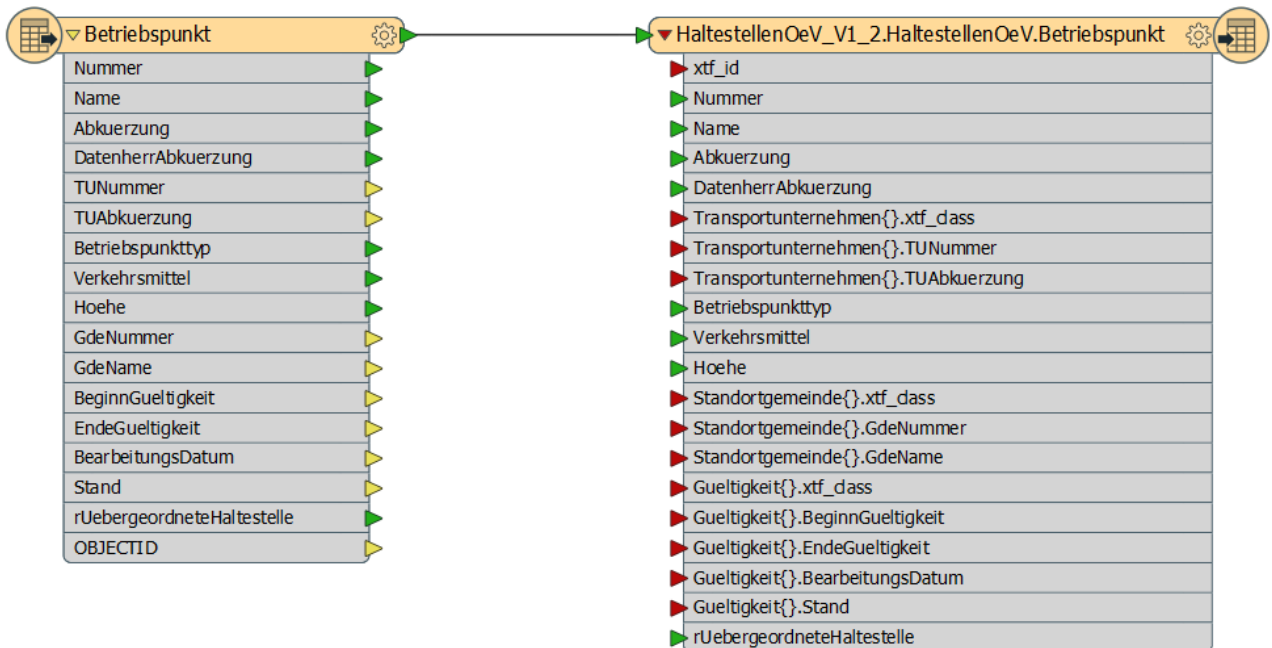 Betriebspunkt
Nummer
Name
Abkuerzung
DatenherrAbkuerzung
TUNummer
TUAbkuerzung
Betriebspunkttyp
Verkehrsmittel
Hoehe
GdeNummer
GdeName
BeginnGueltigkeit
EndeGueltigkeit
BearbeitungsDatum
Stand
rUebergeordneteHaltestelle
OBJECTID
HaltestellenOeV_V1_2.HaltestellenOeV.Betriebspunkt
xtf_id
Nummer
Name
Abkuerzung
DatenherrAbkuerzung
Transportunternehmen{}.xtf_class
Transportunternehmen{}.TUNummer
Transportunternehmen{}.TUAbkuerzung
Betriebspunkttyp
Verkehrsmittel
Hoehe
Standortgemeinde{}.xtf_class
Standortgemeinde{}.GdeNummer
Standortgemeinde{}.GdeName
Gueltigkeit{}.xtf_class
Gueltigkeit{}.BeginnGueltigkeit
Gueltigkeit{}.EndeGueltigkeit
Gueltigkeit{}.BearbeitungsDatum
Gueltigkeit{}.Stand
rUebergeordneteHaltestelle